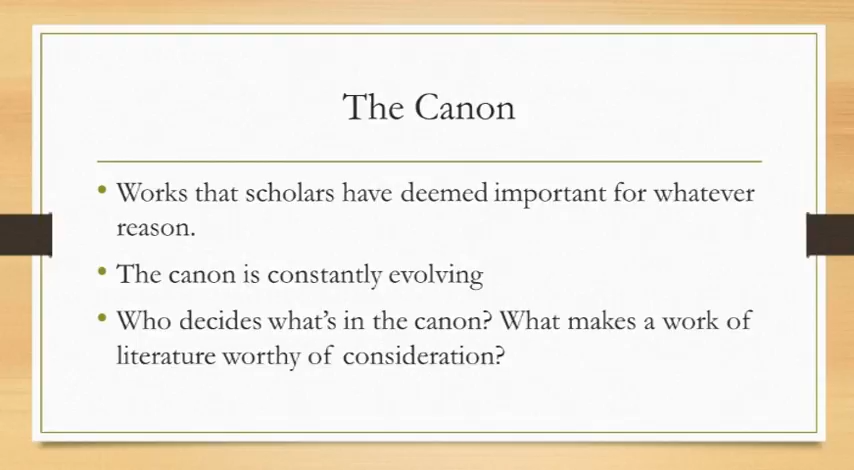 The Canon
• Works that scholars have deemed important for whatever
reason.
• The canon is constantly evolving
• Who decides what’s in the canon? What makes a work of
literature worthy of consideration?